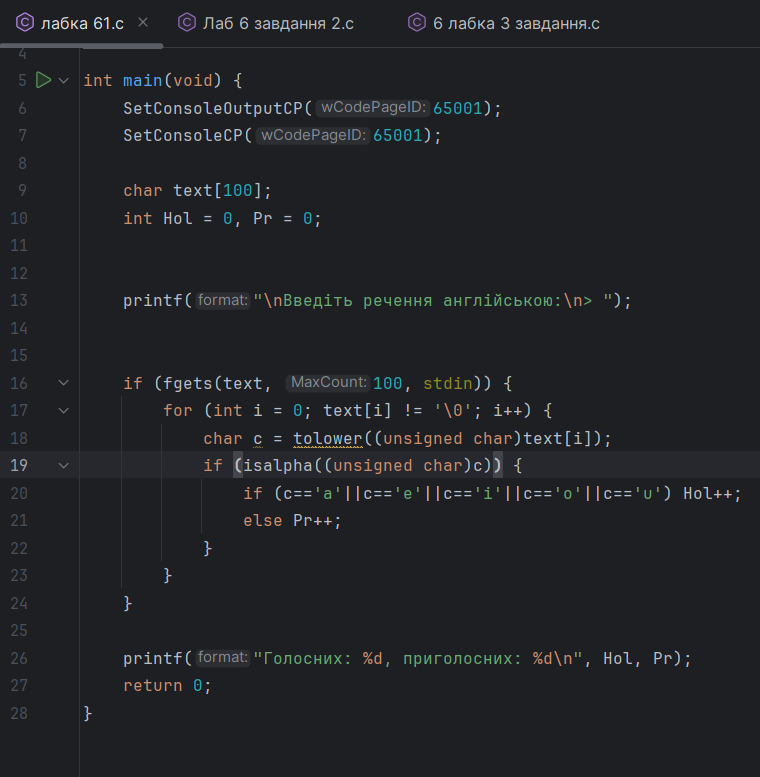 лабка 61.c Лаб 6 завдання 2.c 6 лабка 3 завдання.c
4
5 int main(void) {
6 SetConsoleOutputCP( wCodePageID: 65001);
7 SetConsoleCP( wCodePageID: 65001);
8
9 char text[100];
10 int Hol = 0, Pr = 0;
11
12
13 printf( format: "\nВведіть речення англійською:\n> ");
14
15
16 if (fgets(text, MaxCount: 100, stdin)) {
17 for (int i = 0; text[i] != '\0'; i++) {
18 char c = tolower((unsigned char)text[i]);
19 if (isalpha((unsigned char)c)) {
20 if (c=='a'||c=='e'||c=='i'||c=='o'||c=='u') Hol++;
21 else Pr++;
22 }
23 }
24 }
25
26 printf( format: "Голосних: %d, приголосних: %d\n", Hol, Pr);
27 return 0;
28 }